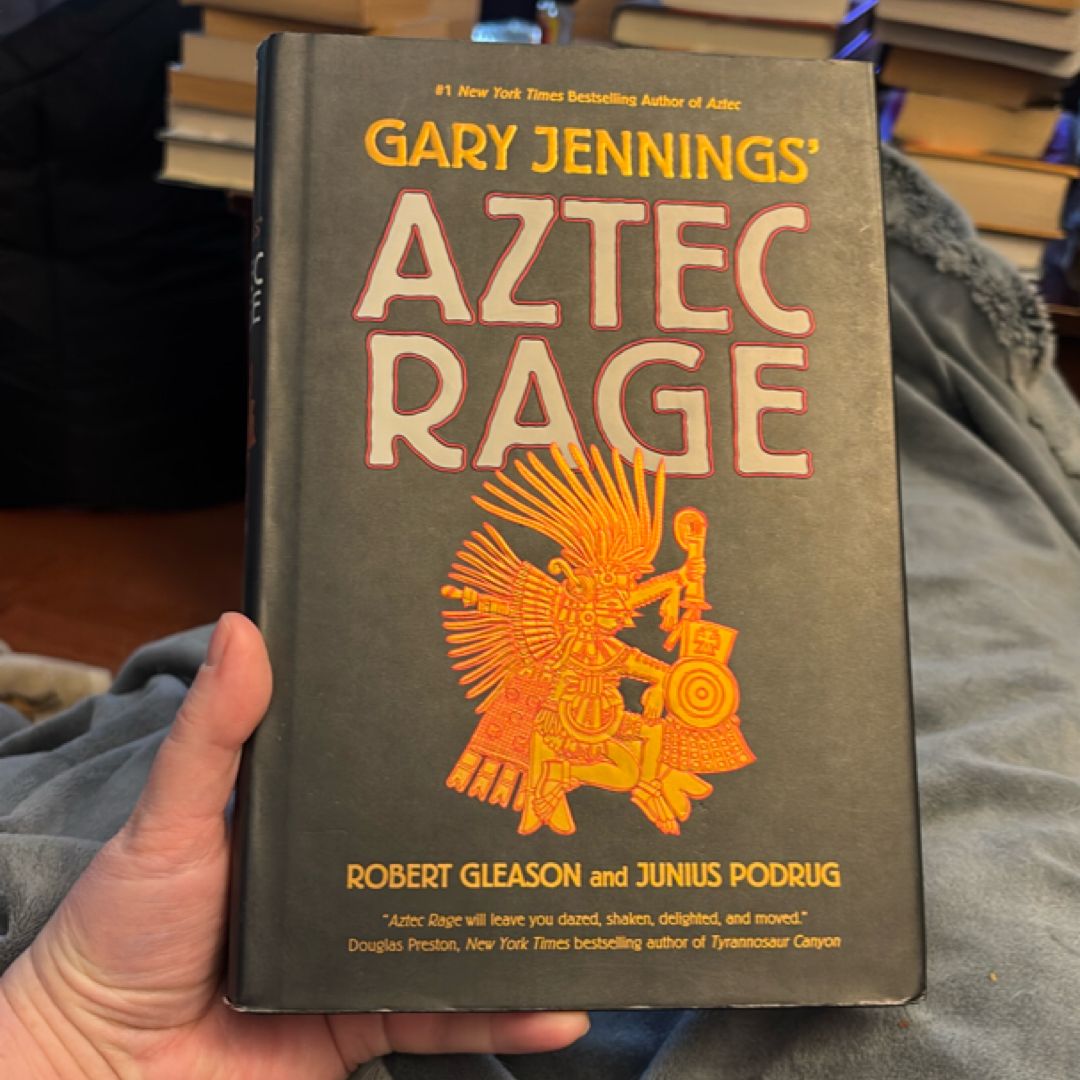 #1 New York Times Bestselling Author of Aztec
GARY JENNINGS'
AZTEC
RAGE
ROBERT GLEASON and JUNIUS PODRUG
"Aztec Rage will leave you dazed, shaken, delighted, and moved."
Douglas Preston, New York Times bestselling author of Tyrannosaur Canyon